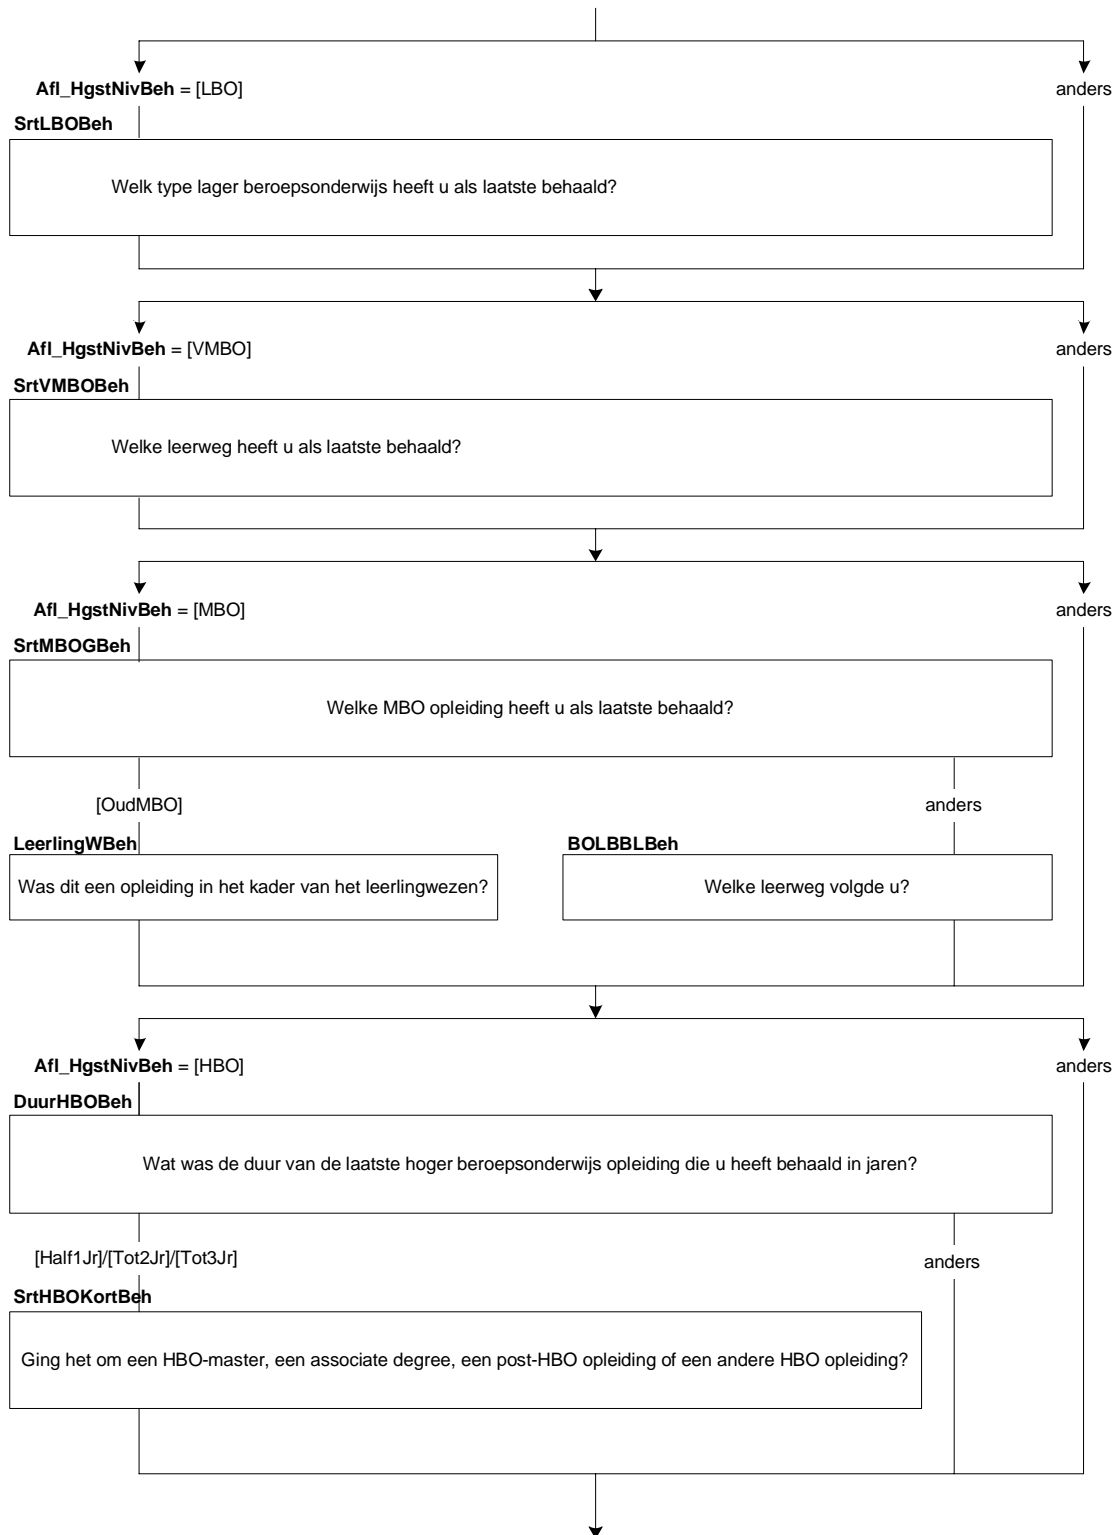 Afl_HgstNivBeh = [LBO]
anders
SrtLBOBeh
Welk type lager beroepsonderwijs heeft u als laatste behaald?
Afl_HgstNivBeh = [VMBO]
anders
SrtVMBOBeh
Welke leerweg heeft u als laatste behaald?
Afl_HgstNivBeh = [MBO]
anders
SrtMBOGBeh
Welke MBO opleiding heeft u als laatste behaald?
[OudMBO]
anders
LeerlingWBeh
BOLBBLBeh
Was dit een opleiding in het kader van het leerlingwezen?
Welke leerweg volgde u?
Afl_HgstNivBeh = [HBO]
anders
DuurHBOBeh
Wat was de duur van de laatste hoger beroepsonderwijs opleiding die u heeft behaald in jaren?
[Half1Jr]/[Tot2Jr]/[Tot3Jr]
anders
SrtHBOKortBeh
Ging het om een HBO-master, een associate degree, een post-HBO opleiding of een andere HBO opleiding?